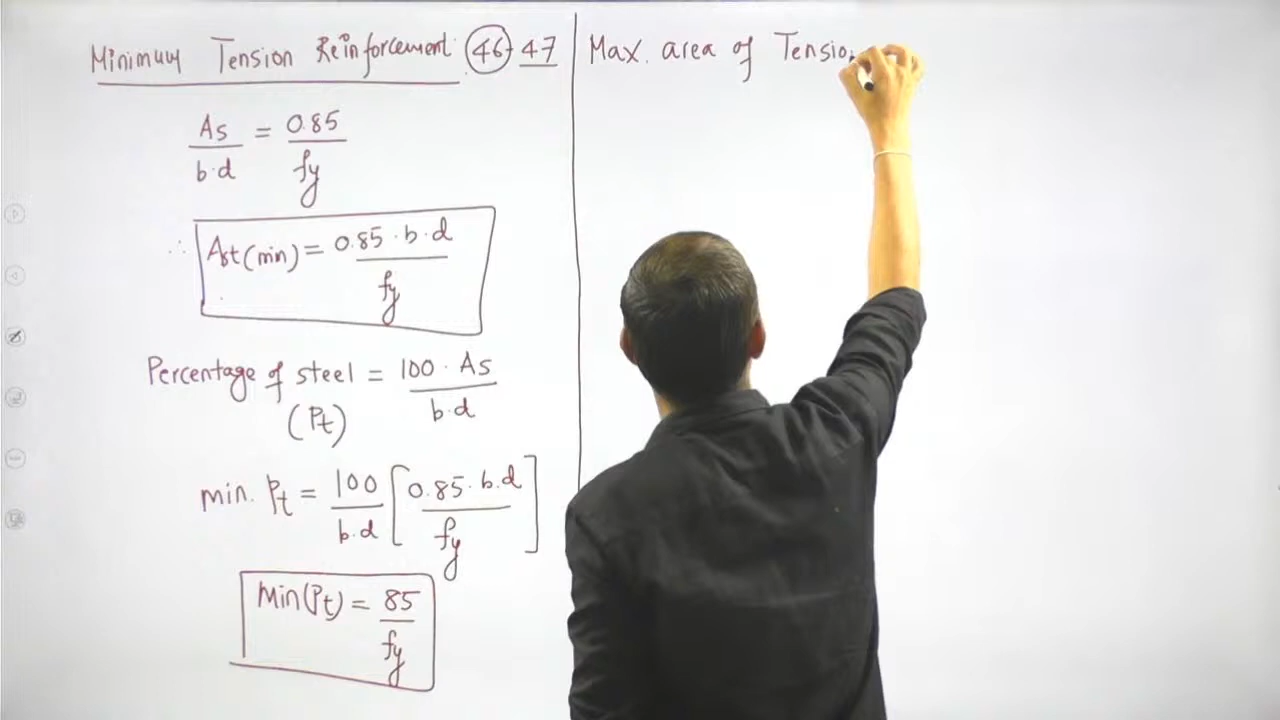 Minimum Tension Reinforcement 46-47
As / b·d = 0.85 / fy
∴ Ast(min) = 0.85·b·d / fy
Percentage of steel = 100·As / b·d
(Pt)
min. Pt = 100 / b·d [0.85·b·d / fy]
Min(Pt) = 85 / fy
Max. area of Tensio